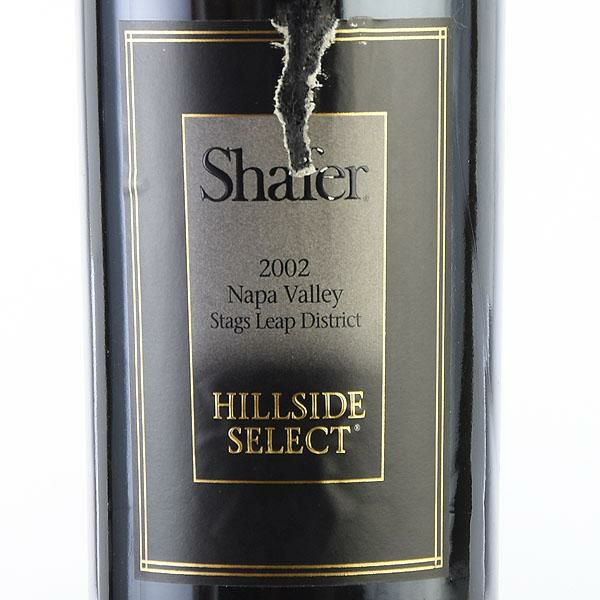 Shafer
2002
Napa Valley
Stags Leap District
HILLSIDE
SELECT®